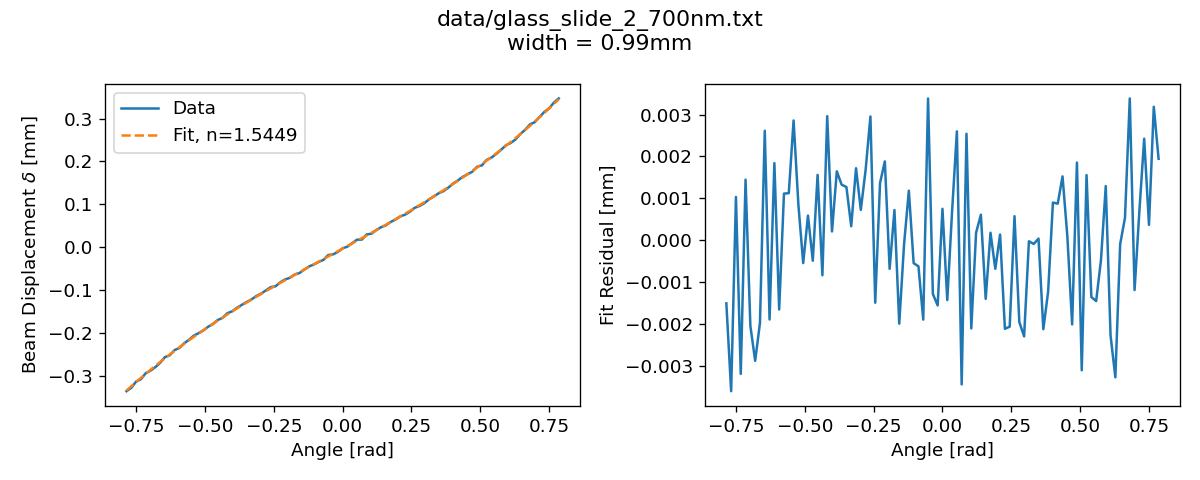 data/glass_slide_2_700nm.txt
width = 0.99mm
Data
Fit, n=1.5449
Beam Displacement δ [mm]
0.3
0.2
0.1
0.0
−0.1
−0.2
−0.3
−0.75 −0.50 −0.25 0.00 0.25 0.50 0.75
Angle [rad]
Fit Residual [mm]
0.003
0.002
0.001
0.000
−0.001
−0.002
−0.003
−0.75 −0.50 −0.25 0.00 0.25 0.50 0.75
Angle [rad]